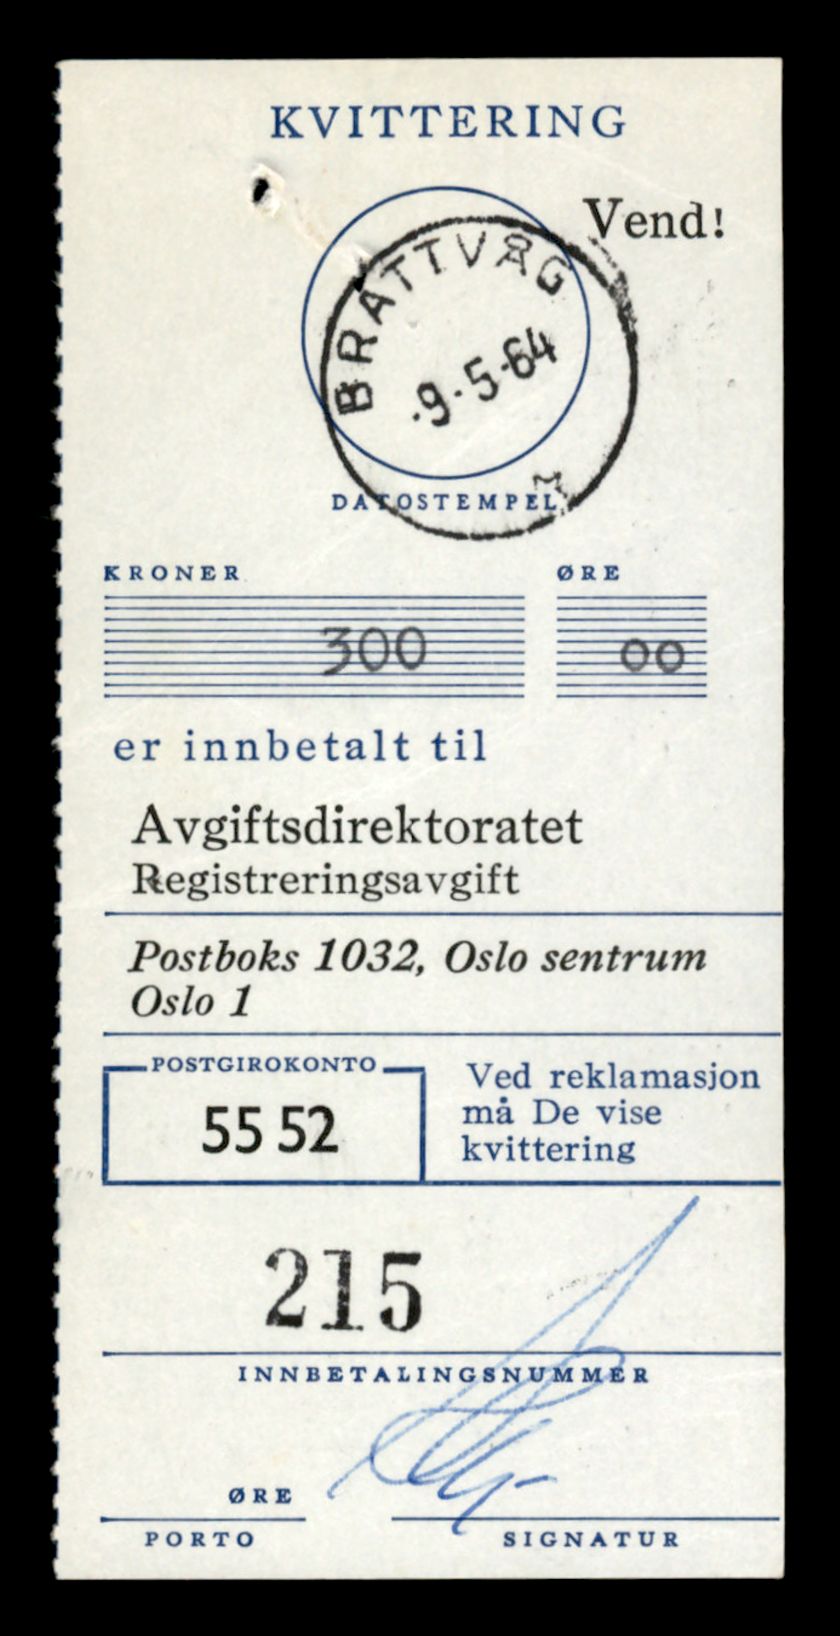 KVITTERING
Vend!
BRATTVÅG
-9.-5.-64
DATOSTEMPEL
KRONER ØRE
300 00
er innbetalt til
Avgiftsdirektoratet
Registreringsavgift
Postboks 1032, Oslo sentrum
Oslo 1
POSTGIROKONTO
55 52
Ved reklamasjon
må De vise
kvittering
215
INNBETALINGSNUMMER
ØRE
PORTO SIGNATUR